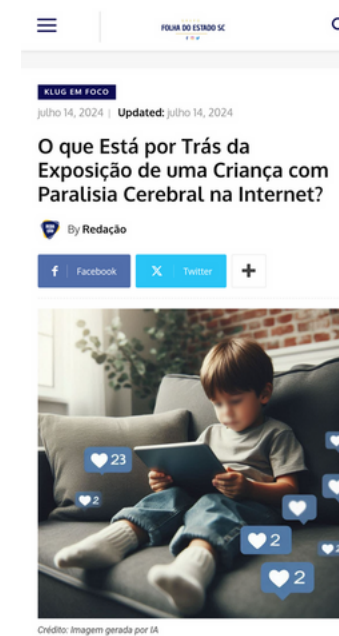 FOLHA DO ESTADO SC
KLUG EM FOCO
julho 14, 2024 | Updated: julho 14, 2024
O que Está por Trás da
Exposição de uma Criança com
Paralisia Cerebral na Internet?
By Redação
f Facebook
X Twitter
+
23
2
2
2
2
Crédito: Imagem gerada por IA